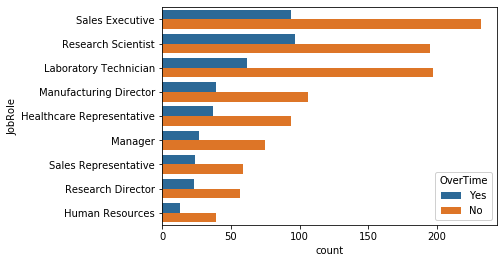 JobRole
Sales Executive
Research Scientist
Laboratory Technician
Manufacturing Director
Healthcare Representative
Manager
Sales Representative
Research Director
Human Resources
OverTime
Yes
No
0 50 100 150 200
count